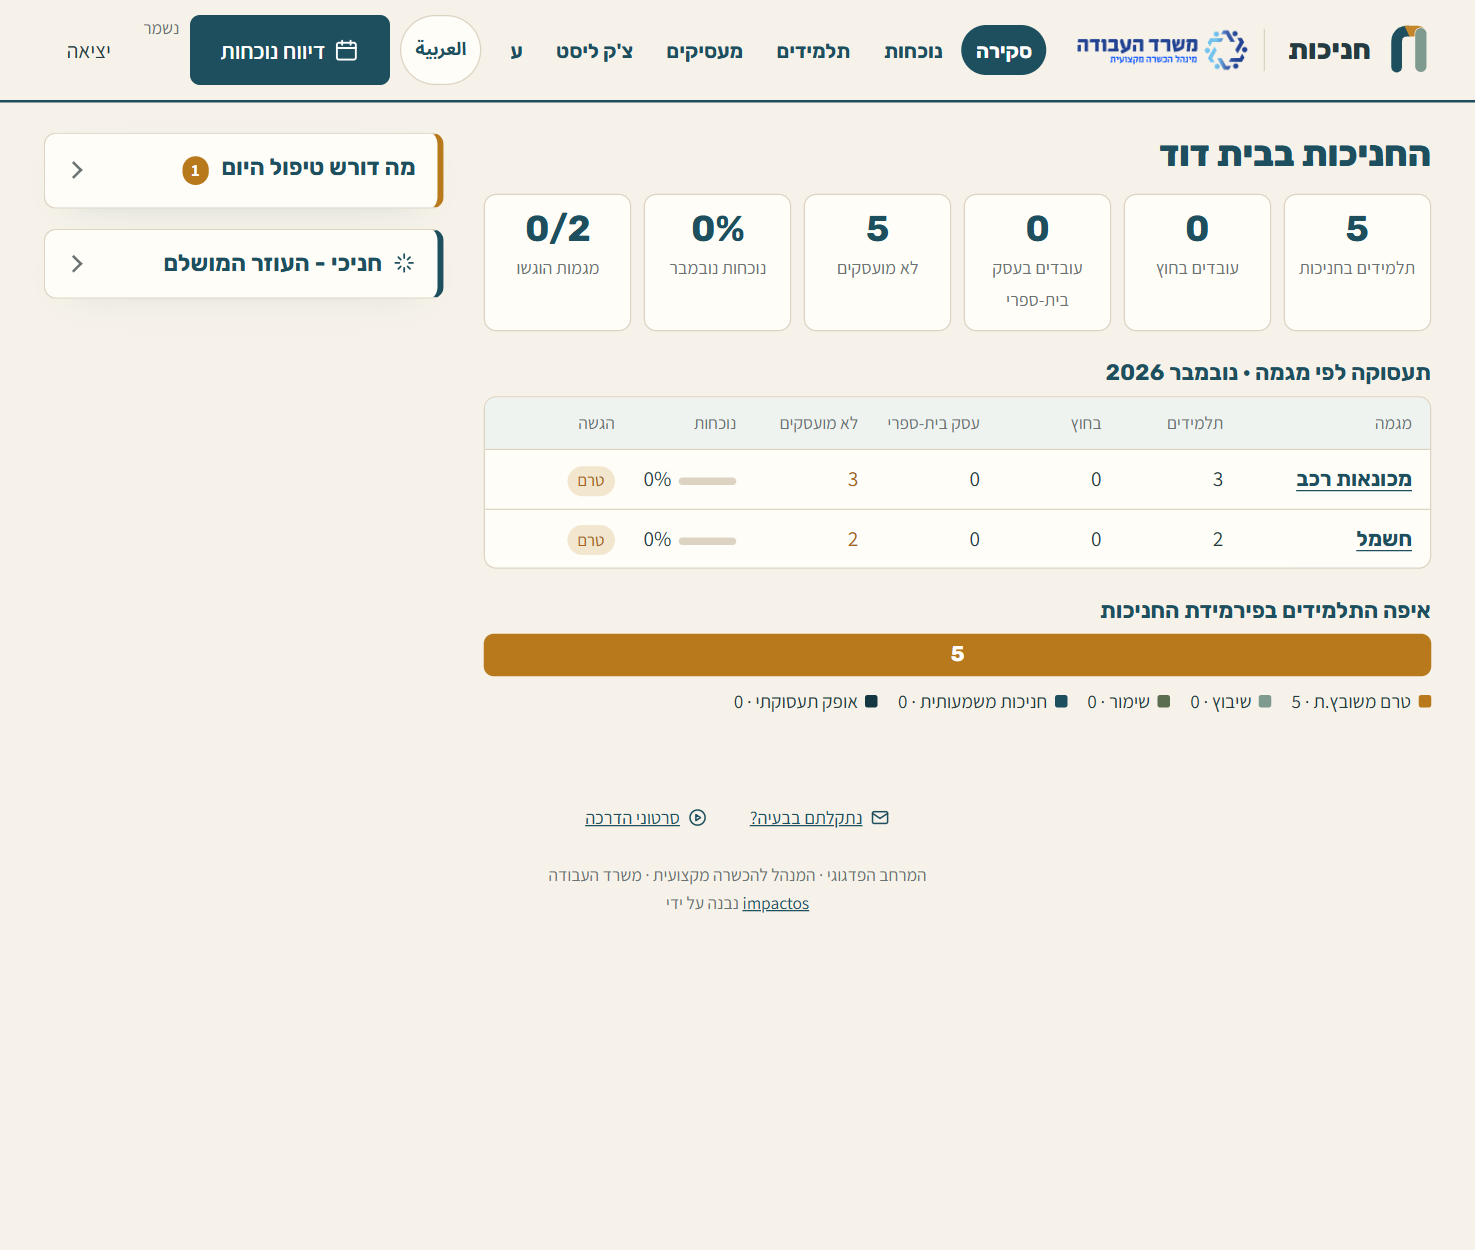 חניכות
משרד העבודה
מינהל הכשרה מקצועית
סקירה
נוכחות
תלמידים
מעסיקים
צ'ק ליסט
ע
العربية
דיווח נוכחות
נשמר
יציאה
החניכות בבית דוד
5
תלמידים בחניכות
0
עובדים בחוץ
0
עובדים בעסק
בית-ספרי
5
לא מועסקים
0%
נוכחות נובמבר
0/2
מגמות הוגשו
תעסוקה לפי מגמה · נובמבר 2026
מגמה תלמידים בחוץ עסק בית-ספרי לא מועסקים נוכחות הגשה
מכונאות רכב 3 0 0 3 0% טרם
חשמל 2 0 0 2 0% טרם
איפה התלמידים בפירמידת החניכות
5
טרם משובץ.ת · 5 שיבוץ · 0 שימור · 0 חניכות משמעותית · 0 אופק תעסוקתי · 0
מה דורש טיפול היום 1
חניכי - העוזר המושלם
נתקלתם בבעיה? סרטוני הדרכה
המרחב הפדגוגי · המנהל להכשרה מקצועית · משרד העבודה
impactos נבנה על ידי